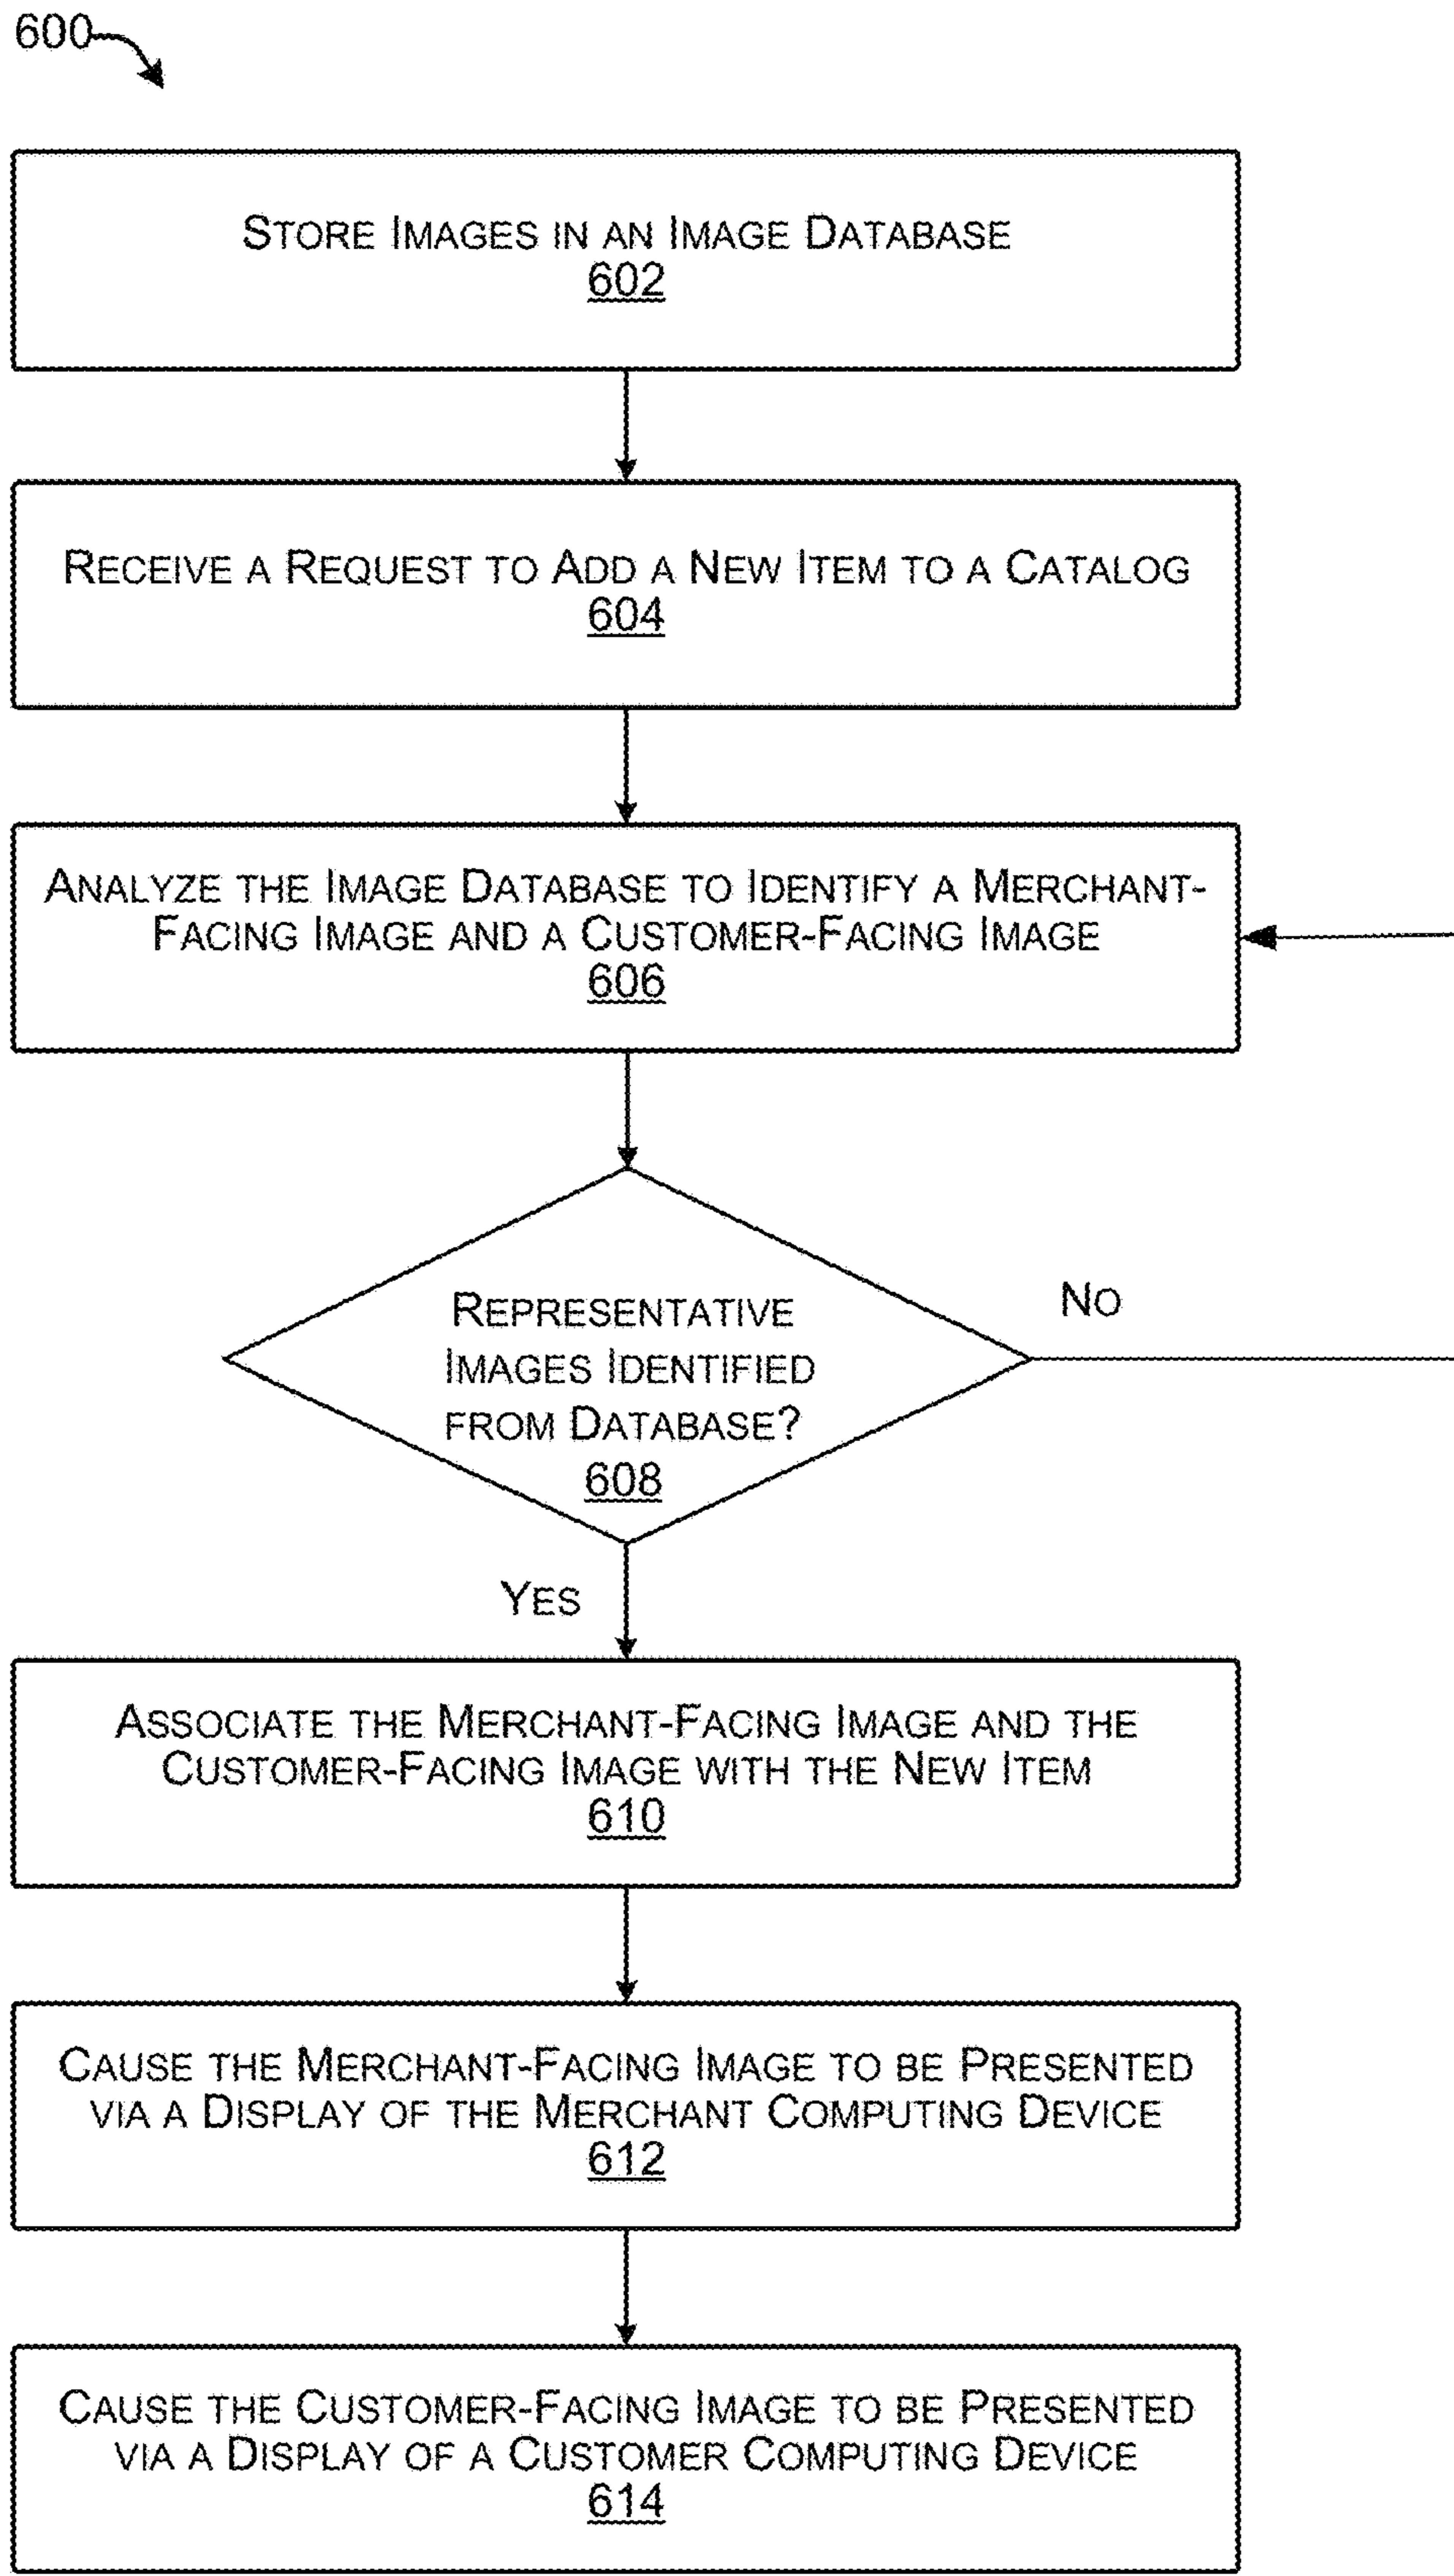 600
STORE IMAGES IN AN IMAGE DATABASE
602
RECEIVE A REQUEST TO ADD A NEW ITEM TO A CATALOG
604
ANALYZE THE IMAGE DATABASE TO IDENTIFY A MERCHANT-
FACING IMAGE AND A CUSTOMER-FACING IMAGE
606
REPRESENTATIVE
IMAGES IDENTIFIED
FROM DATABASE?
608
NO
YES
ASSOCIATE THE MERCHANT-FACING IMAGE AND THE
CUSTOMER-FACING IMAGE WITH THE NEW ITEM
610
CAUSE THE MERCHANT-FACING IMAGE TO BE PRESENTED
VIA A DISPLAY OF THE MERCHANT COMPUTING DEVICE
612
CAUSE THE CUSTOMER-FACING IMAGE TO BE PRESENTED
VIA A DISPLAY OF A CUSTOMER COMPUTING DEVICE
614